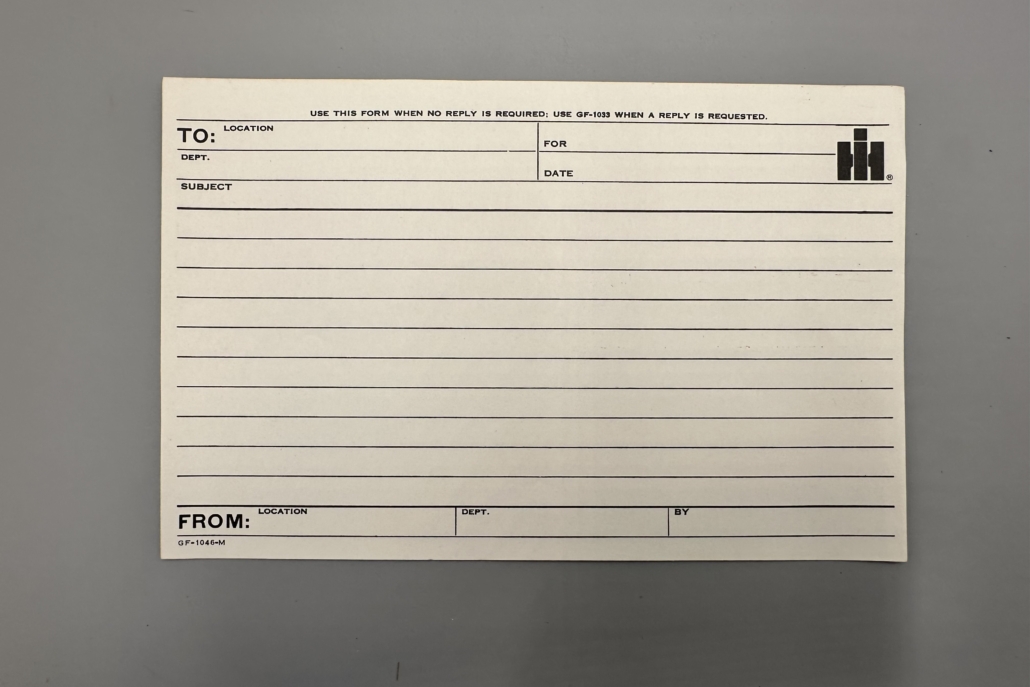 USE THIS FORM WHEN NO REPLY IS REQUIRED; USE GF-1033 WHEN A REPLY IS REQUESTED.
TO: LOCATION
FOR
DEPT.
DATE
IH ®
SUBJECT
FROM: LOCATION DEPT. BY
GF-1046-M